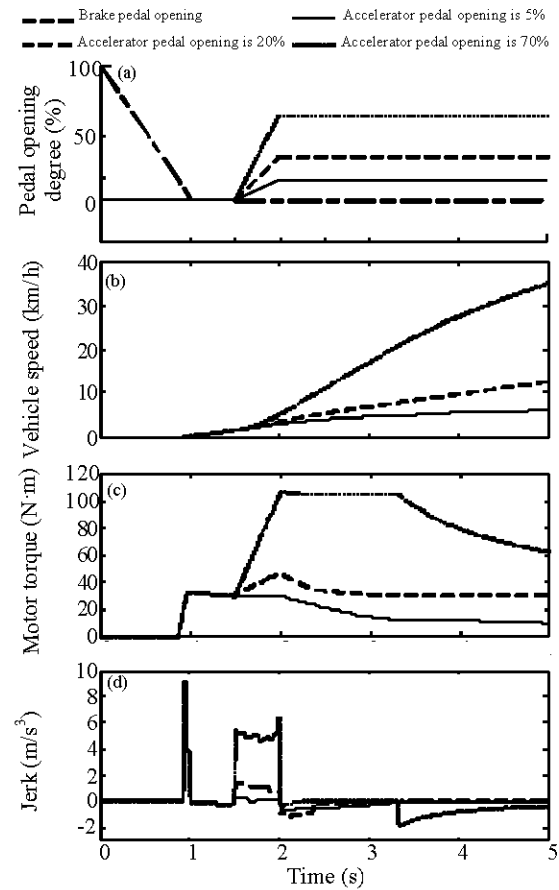 Brake pedal opening
Accelerator pedal opening is 5%
Accelerator pedal opening is 20%
Accelerator pedal opening is 70%
(a)
Pedal opening
degree (%)
100
50
0
(b)
Vehicle speed (km/h)
40
30
20
10
0
(c)
Motor torque (N·m)
120
100
80
60
40
20
0
(d)
Jerk (m/s³)
10
8
6
4
2
0
-2
0
1
2
3
4
5
Time (s)